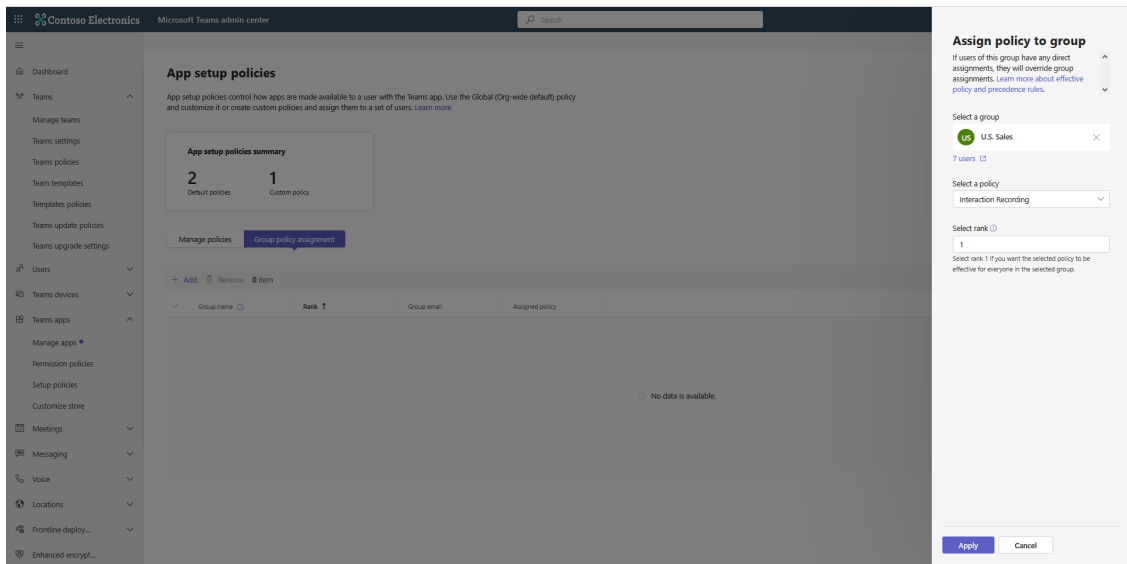 Contoso Electronics
Microsoft Teams admin center
Search
Dashboard
Teams
Manage teams
Teams settings
Teams policies
Team templates
Templates policies
Teams update policies
Teams upgrade settings
Users
Teams devices
Teams apps
Manage apps
Permission policies
Setup policies
Customize store
Meetings
Messaging
Voice
Locations
Frontline deploy...
Enhanced encrypt...
App setup policies
App setup policies control how apps are made available to a user with the Teams app. Use the Global (Org-wide default) policy
and customize it or create custom policies and assign them to a set of users. Learn more
App setup policies summary
2 1
Default policies Custom policy
Manage policies Group policy assignment
+ Add Remove 0 item
Group name Rank ↑ Group email Assigned policy
No data is available.
Assign policy to group
If users of this group have any direct
assignments, they will override group
assignments. Learn more about effective
policy and precedence rules.
Select a group
US U.S. Sales
7 users
Select a policy
Interaction Recording
Select rank
1
Select rank 1 if you want the selected policy to be
effective for everyone in the selected group.
Apply Cancel